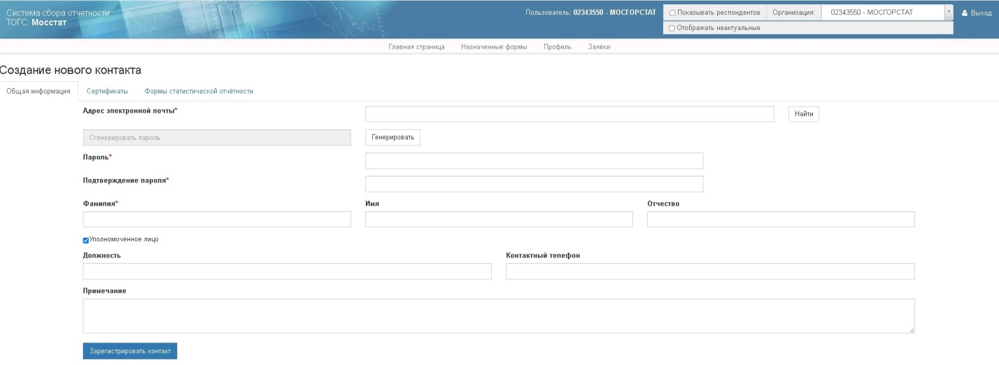 Система сбора отчетности
ТОГС: Мосстат
Пользователь: 02343550 - МОСГОРСТАТ
Показывать респондентов
Организация:
02343550 - МОСГОРСТАТ
Выход
Отображать неактуальные
Главная страница Назначенные формы Профиль Заявки
Создание нового контакта
Общая информация Сертификаты Формы статистической отчётности
Адрес электронной почты*
Найти
Сгенерировать пароль
Генерировать
Пароль*
Подтверждение пароля*
Фамилия* Имя Отчество
Уполномоченное лицо
Должность Контактный телефон
Примечание
Зарегистрировать контакт